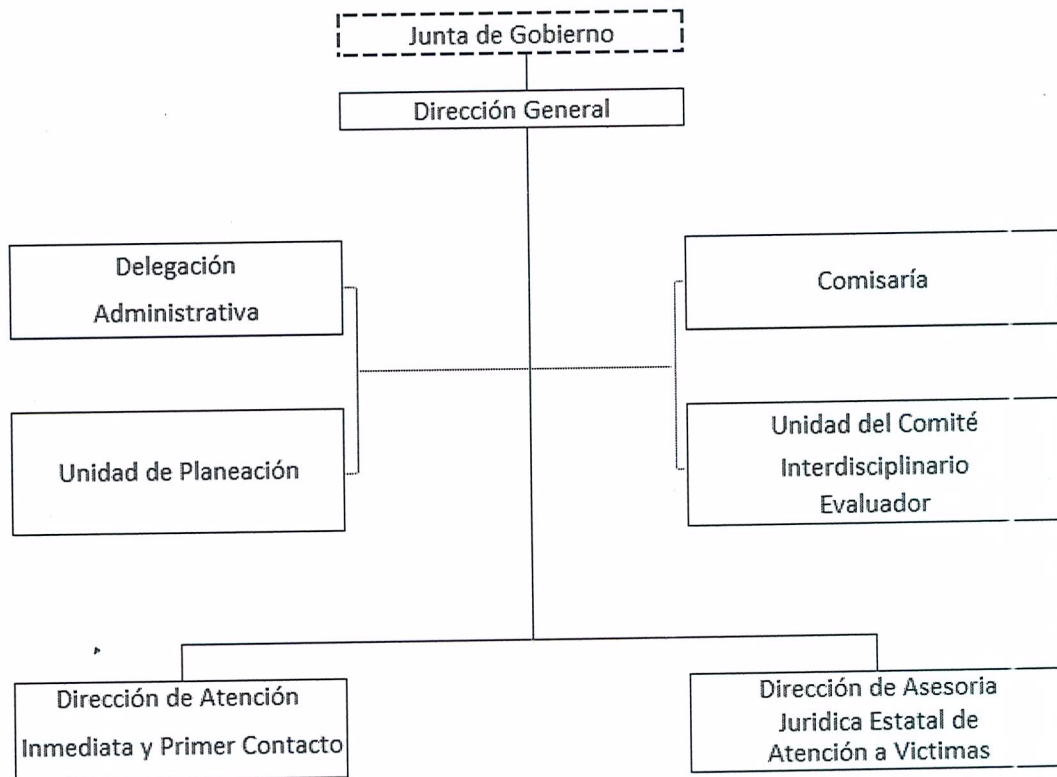 Junta de Gobierno
Dirección General
Delegación
Administrativa
Comisaría
Unidad de Planeación
Unidad del Comité
Interdisciplinario
Evaluador
Dirección de Atención
Inmediata y Primer Contacto
Dirección de Asesoria
Juridica Estatal de
Atención a Victimas